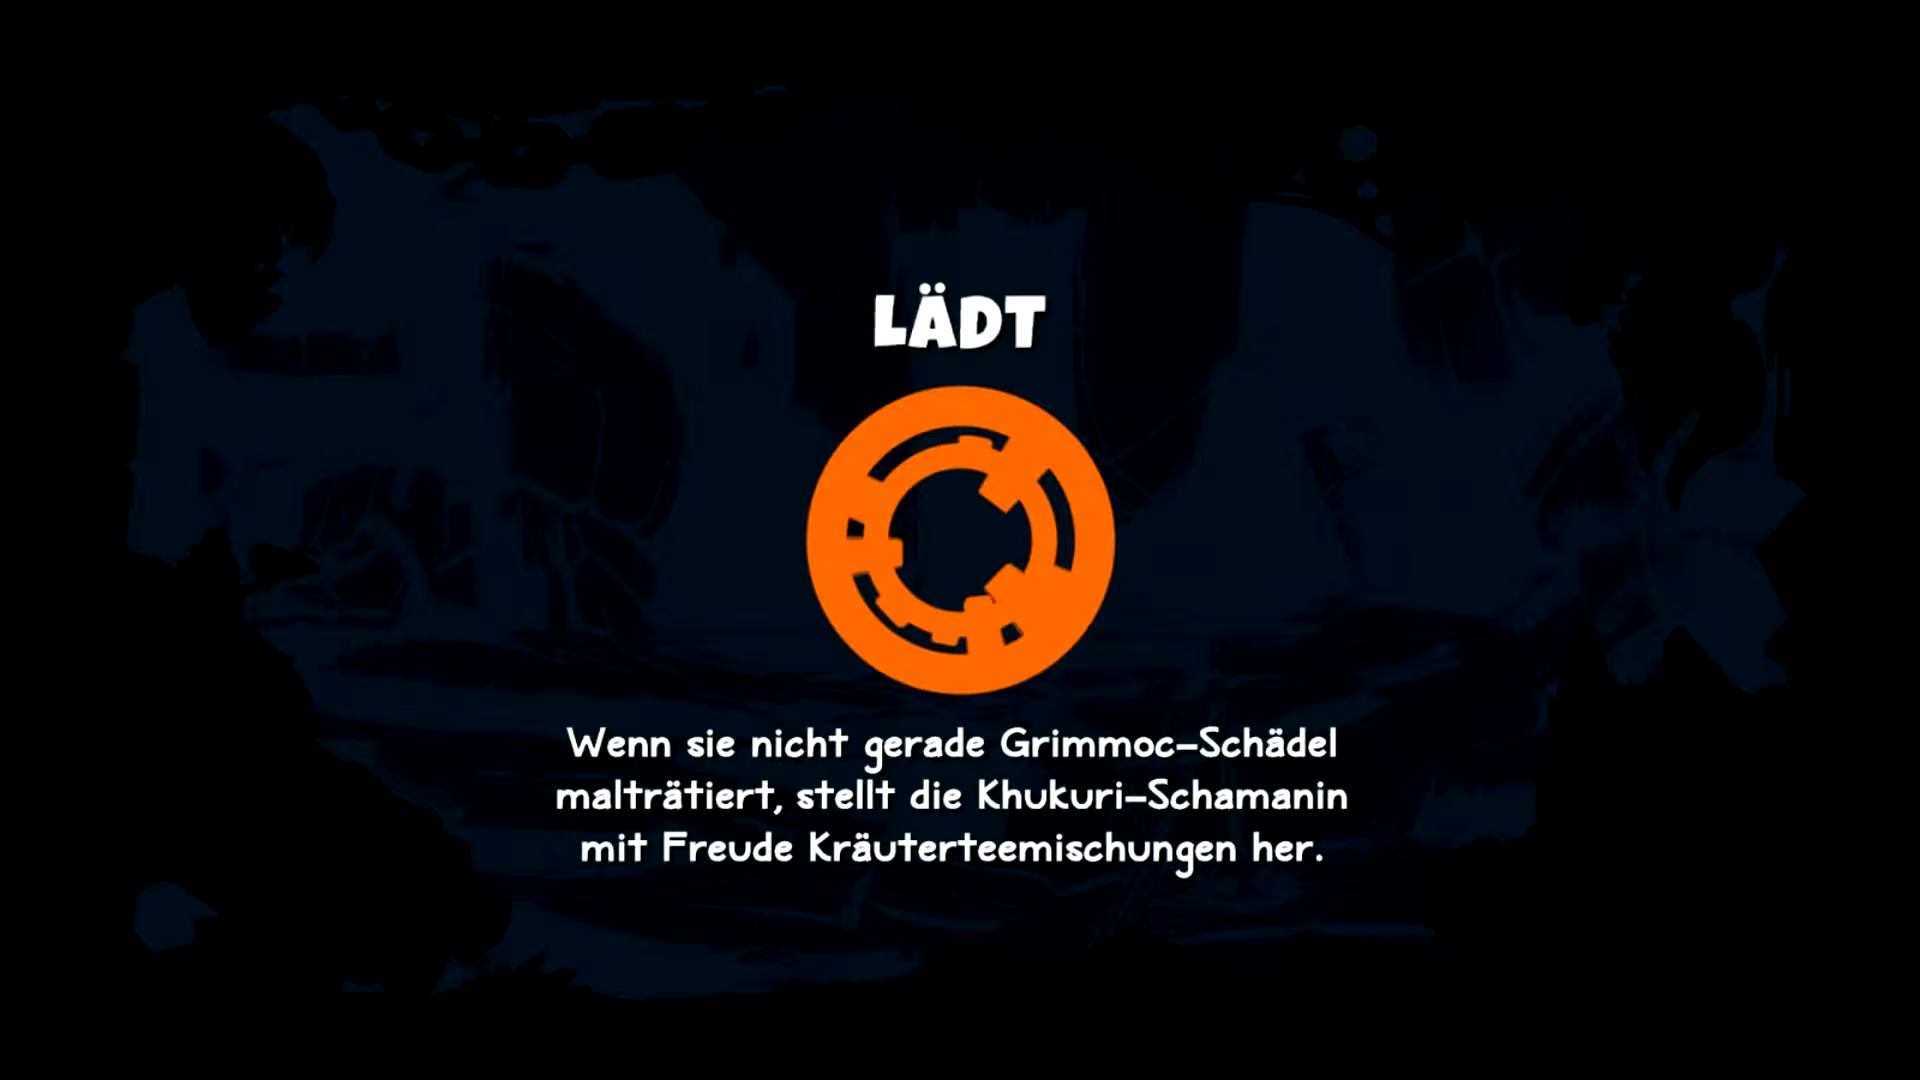 LÄDT
Wenn sie nicht gerade Grimmoc-Schädel
malträtiert, stellt die Khukuri-Schamanin
mit Freude Kräuterteemischungen her.